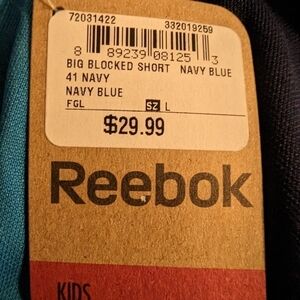 72031422 332019259
8 89239 08125 3
BIG BLOCKED SHORT NAVY BLUE
41 NAVY
NAVY BLUE
FGL SZ L
$29.99
Reebok
KIDS